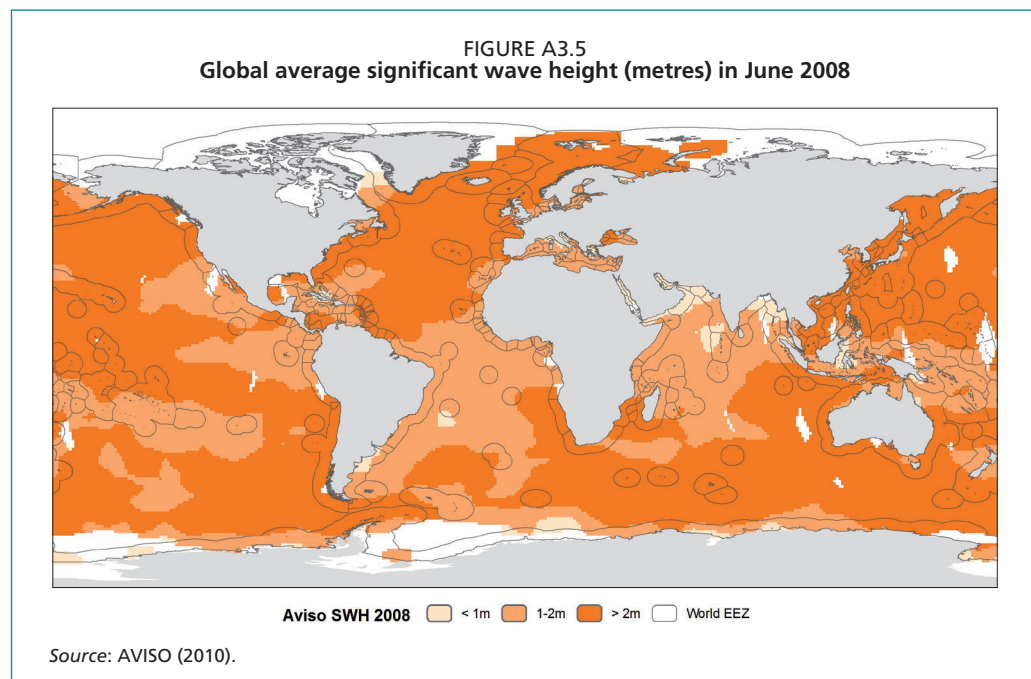 FIGURE A3.5
Global average significant wave height (metres) in June 2008
Aviso SWH 2008 < 1m 1-2m > 2m World EEZ
Source: AVISO (2010).